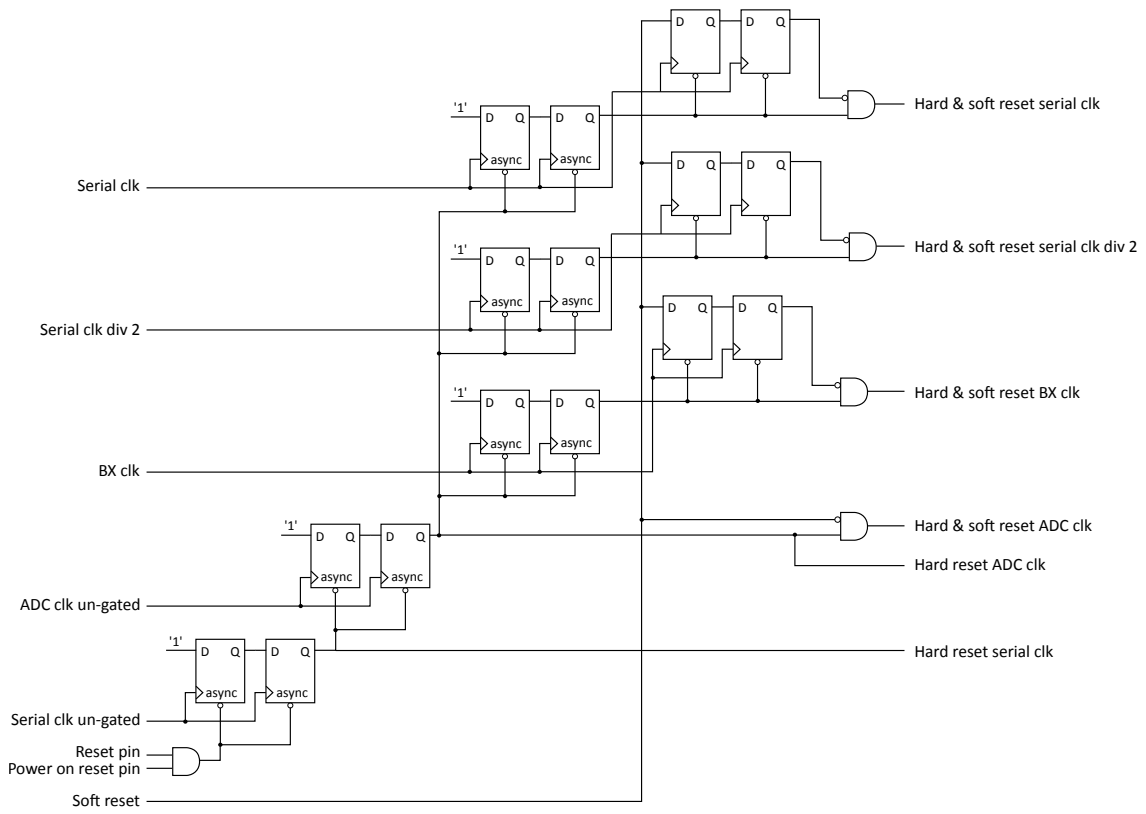 D Q D Q
Hard & soft reset serial clk
'1' D Q D Q
async async
Serial clk
D Q D Q
Hard & soft reset serial clk div 2
'1' D Q D Q
async async
Serial clk div 2
D Q D Q
Hard & soft reset BX clk
'1' D Q D Q
async async
BX clk
Hard & soft reset ADC clk
'1' D Q D Q
Hard reset ADC clk
async async
ADC clk un-gated
'1' D Q D Q
Hard reset serial clk
async async
Serial clk un-gated
Reset pin
Power on reset pin
Soft reset